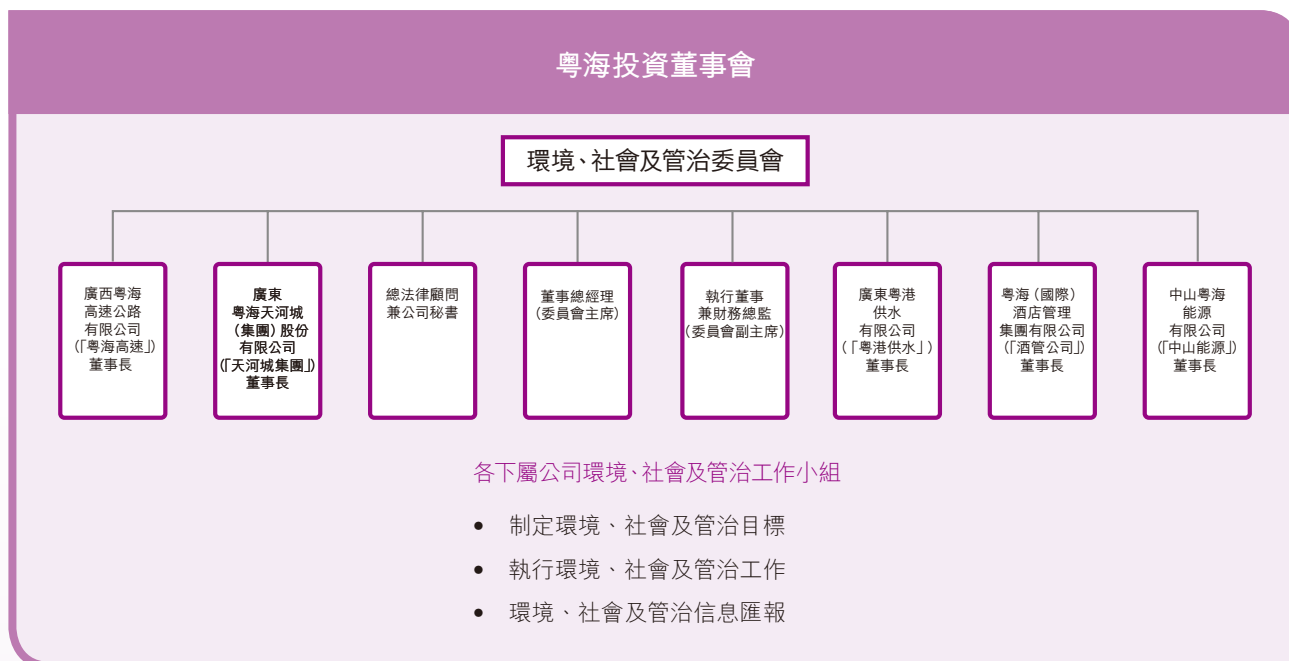 粤海投資董事會
環境、社會及管治委員會
廣西粵海
高速公路
有限公司
(「粵海高速」)
董事長
廣東
粵海天河城
(集團)股份
有限公司
(「天河城集團」)
董事長
總法律顧問
兼公司秘書
董事總經理
(委員會主席)
執行董事
兼財務總監
(委員會副主席)
廣東粵港
供水
有限公司
(「粵港供水」)
董事長
粵海(國際)
酒店管理
集團有限公司
(「酒管公司」)
董事長
中山粵海
能源
有限公司
(「中山能源」)
董事長
各下屬公司環境、社會及管治工作小組
• 制定環境、社會及管治目標
• 執行環境、社會及管治工作
• 環境、社會及管治信息匯報